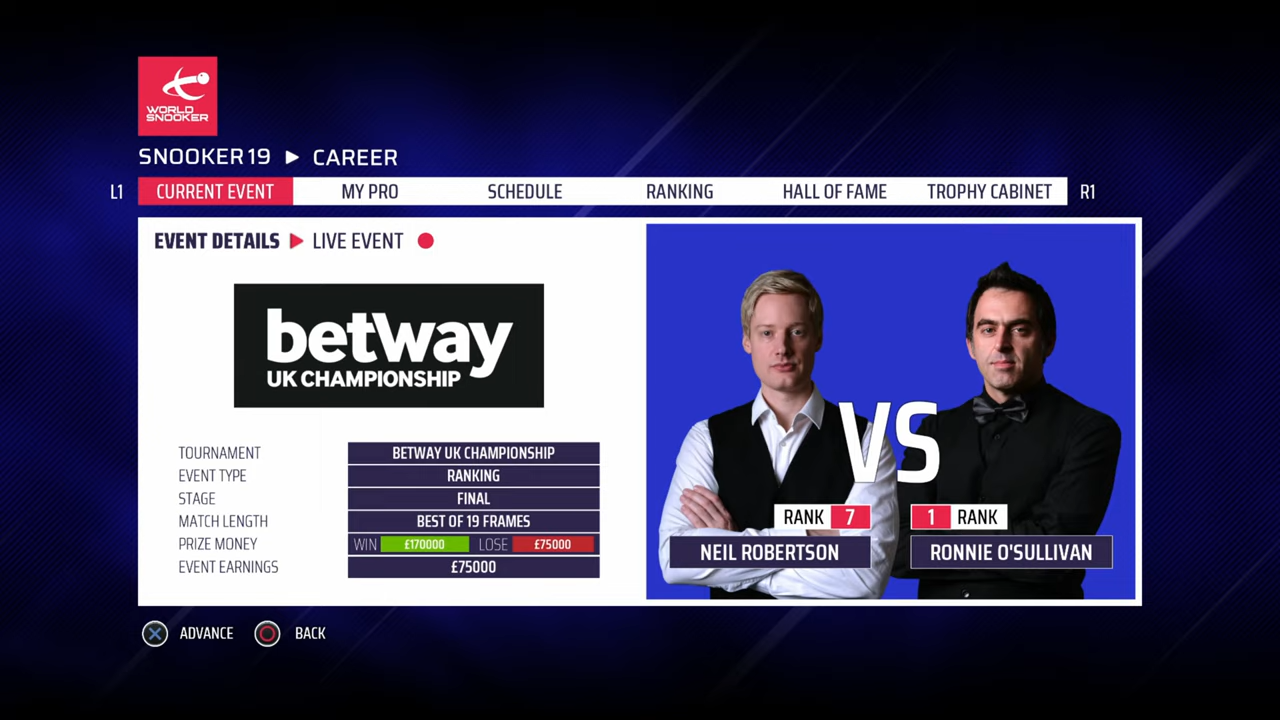 WORLD
SNOOKER
SNOOKER 19 ▶ CAREER
L1 CURRENT EVENT MY PRO SCHEDULE RANKING HALL OF FAME TROPHY CABINET R1
EVENT DETAILS ▶ LIVE EVENT
betway
UK CHAMPIONSHIP
TOURNAMENT BETWAY UK CHAMPIONSHIP
EVENT TYPE RANKING
STAGE FINAL
MATCH LENGTH BEST OF 19 FRAMES
PRIZE MONEY WIN £170000 LOSE £75000
EVENT EARNINGS £75000
VS
RANK 7 1 RANK
NEIL ROBERTSON RONNIE O'SULLIVAN
ADVANCE BACK